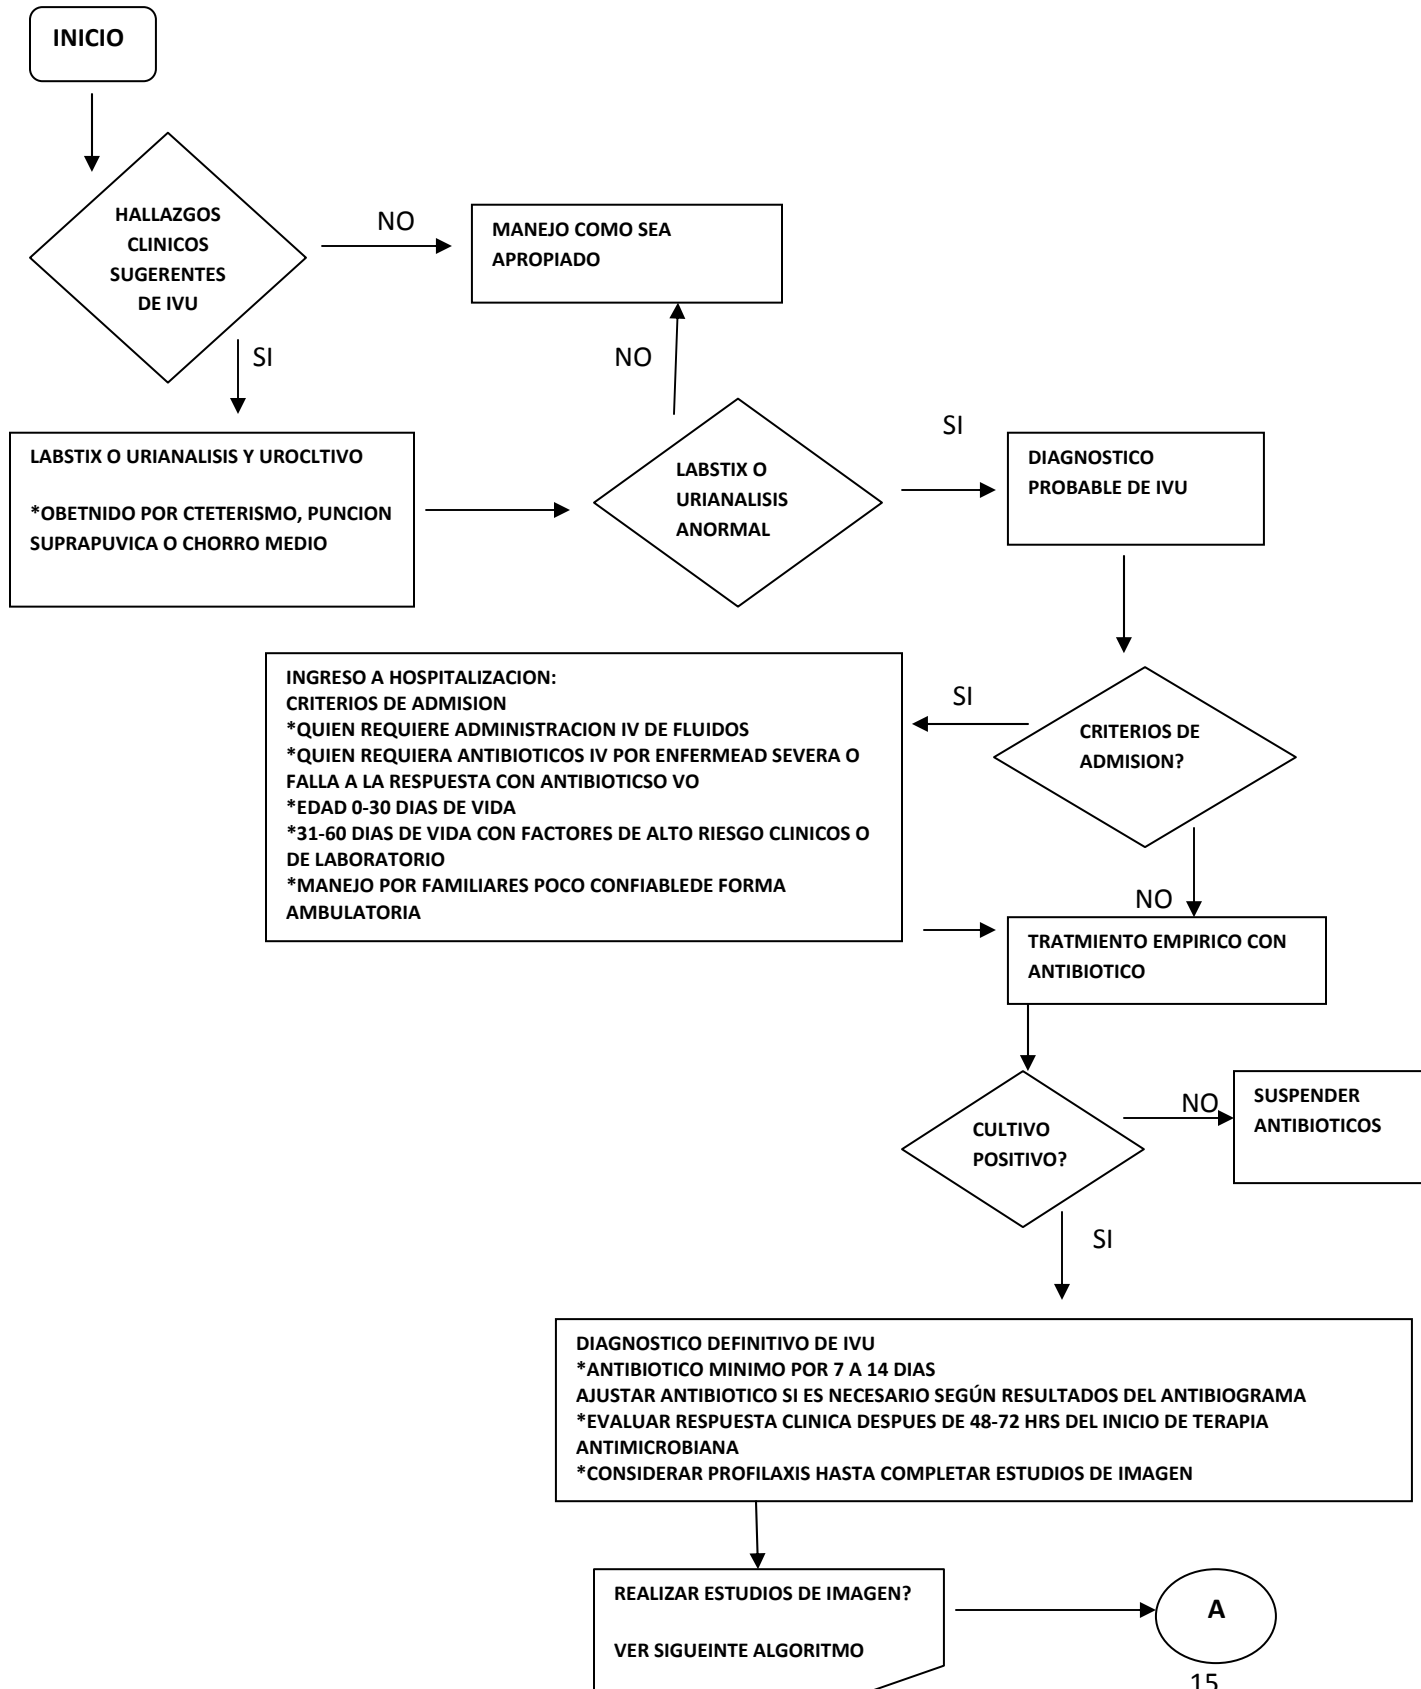 INICIO
HALLAZGOS
CLINICOS
SUGERENTES
DE IVU
NO
MANEJO COMO SEA
APROPIADO
SI
NO
LABSTIX O URIANALISIS Y UROCLTIVO
*OBETNIDO POR CTETERISMO, PUNCION
SUPRAPUVICA O CHORRO MEDIO
LABSTIX O
URIANALISIS
ANORMAL
SI
DIAGNOSTICO
PROBABLE DE IVU
CRITERIOS DE
ADMISION?
SI
INGRESO A HOSPITALIZACION:
CRITERIOS DE ADMISION
*QUIEN REQUIERE ADMINISTRACION IV DE FLUIDOS
*QUIEN REQUIERA ANTIBIOTICOS IV POR ENFERMEAD SEVERA O
FALLA A LA RESPUESTA CON ANTIBIOTICSO VO
*EDAD 0-30 DIAS DE VIDA
*31-60 DIAS DE VIDA CON FACTORES DE ALTO RIESGO CLINICOS O
DE LABORATORIO
*MANEJO POR FAMILIARES POCO CONFIABLEDE FORMA
AMBULATORIA
NO
TRATMIENTO EMPIRICO CON
ANTIBIOTICO
CULTIVO
POSITIVO?
NO
SUSPENDER
ANTIBIOTICOS
SI
DIAGNOSTICO DEFINITIVO DE IVU
*ANTIBIOTICO MINIMO POR 7 A 14 DIAS
AJUSTAR ANTIBIOTICO SI ES NECESARIO SEGÚN RESULTADOS DEL ANTIBIOGRAMA
*EVALUAR RESPUESTA CLINICA DESPUES DE 48-72 HRS DEL INICIO DE TERAPIA
ANTIMICROBIANA
*CONSIDERAR PROFILAXIS HASTA COMPLETAR ESTUDIOS DE IMAGEN
REALIZAR ESTUDIOS DE IMAGEN?
VER SIGUEINTE ALGORITMO
A
15